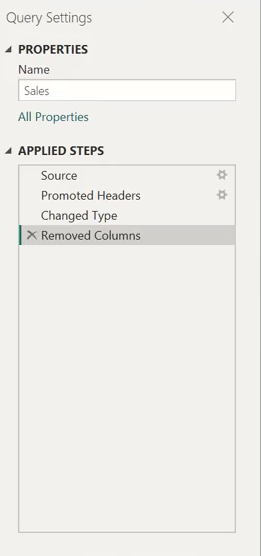 Query Settings
PROPERTIES
Name
Sales
All Properties
APPLIED STEPS
Source
Promoted Headers
Changed Type
Removed Columns